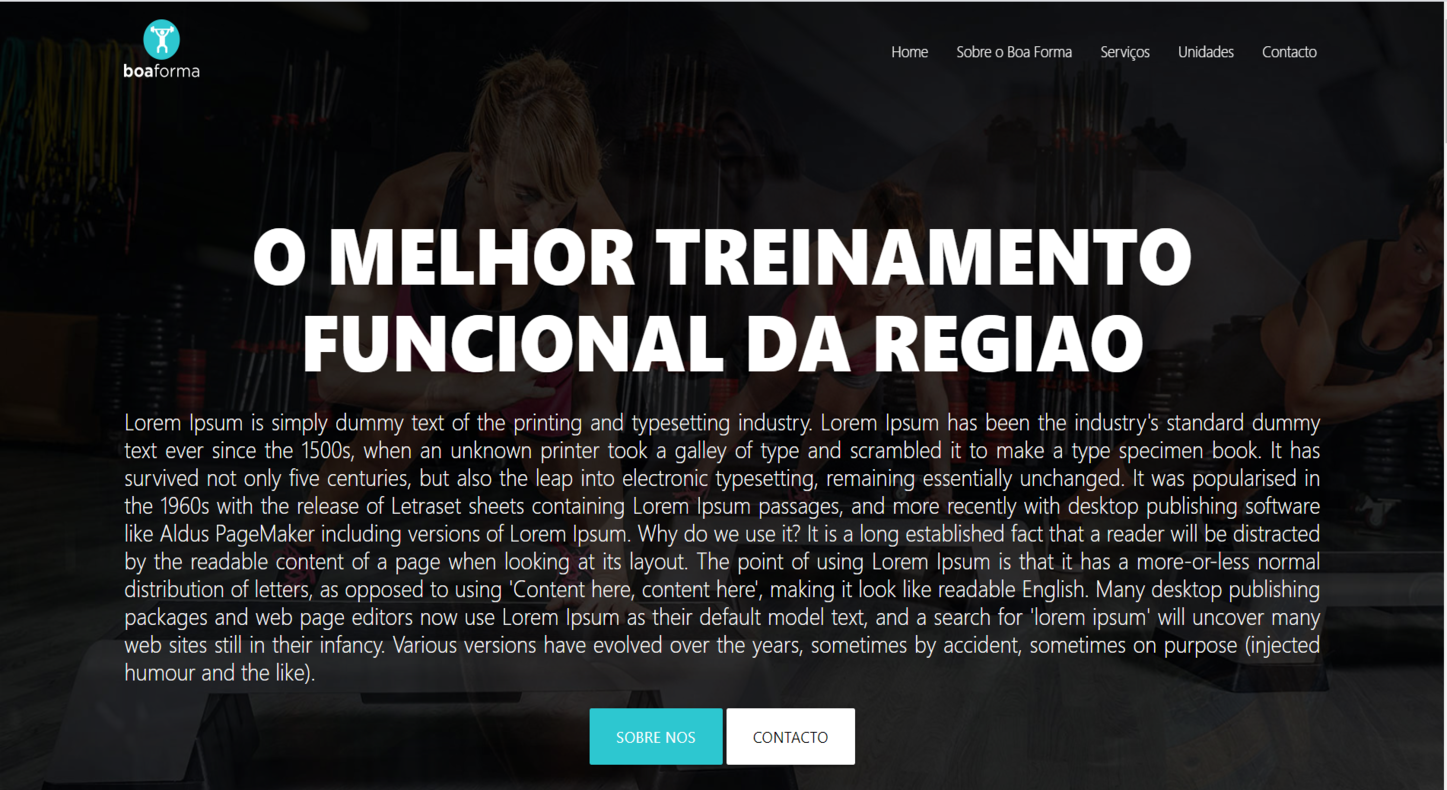 boaforma
Home Sobre o Boa Forma Serviços Unidades Contacto
O MELHOR TREINAMENTO
FUNCIONAL DA REGIAO
Lorem Ipsum is simply dummy text of the printing and typesetting industry. Lorem Ipsum has been the industry's standard dummy
text ever since the 1500s, when an unknown printer took a galley of type and scrambled it to make a type specimen book. It has
survived not only five centuries, but also the leap into electronic typesetting, remaining essentially unchanged. It was popularised in
the 1960s with the release of Letraset sheets containing Lorem Ipsum passages, and more recently with desktop publishing software
like Aldus PageMaker including versions of Lorem Ipsum. Why do we use it? It is a long established fact that a reader will be distracted
by the readable content of a page when looking at its layout. The point of using Lorem Ipsum is that it has a more-or-less normal
distribution of letters, as opposed to using 'Content here, content here', making it look like readable English. Many desktop publishing
packages and web page editors now use Lorem Ipsum as their default model text, and a search for 'lorem ipsum' will uncover many
web sites still in their infancy. Various versions have evolved over the years, sometimes by accident, sometimes on purpose (injected
humour and the like).
SOBRE NOS CONTACTO